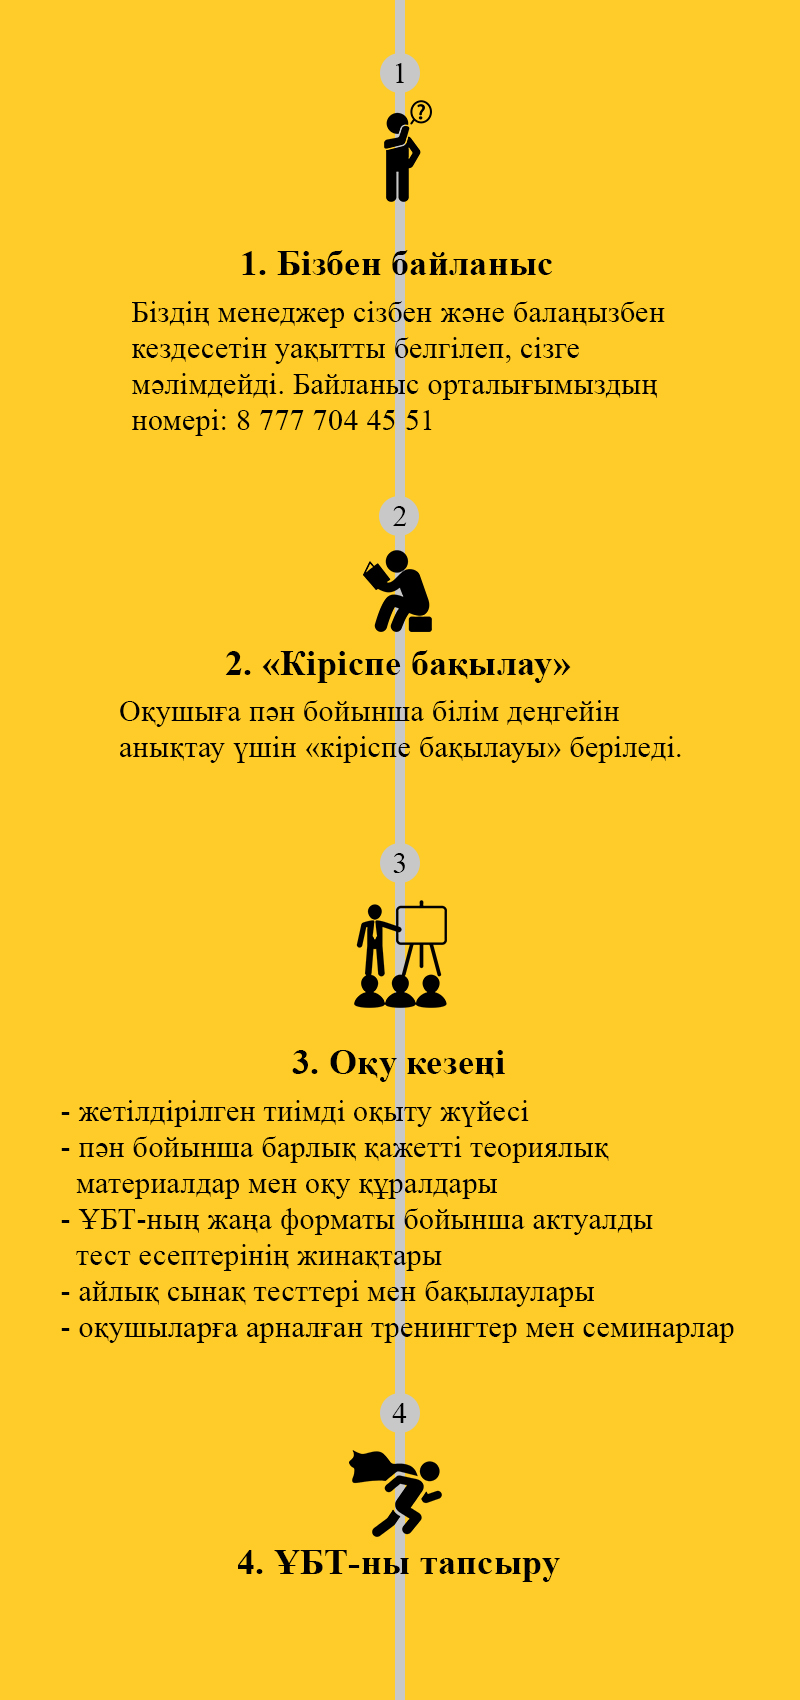 1
?
1. Бізбен байланыс
Біздің менеджер сізбен және балаңызбен
кездесетін уақытты белгілеп, сізге
мәлімдейді. Байланыс орталығымыздың
номері: 8 777 704 45 51
2
2. «Кіріспе бақылау»
Оқушыға пән бойынша білім деңгейін
анықтау үшін «кіріспе бақылауы» беріледі.
3
3. Оқу кезеңі
- жетілдірілген тиімді оқыту жүйесі
- пән бойынша барлық қажетті теориялық
материалдар мен оқу құралдары
- ҰБТ-ның жаңа форматы бойынша актуалды
тест есептерінің жинақтары
- айлық сынақ тесттері мен бақылаулары
- оқушыларға арналған тренингтер мен семинарлар
4
4. ҰБТ-ны тапсыру